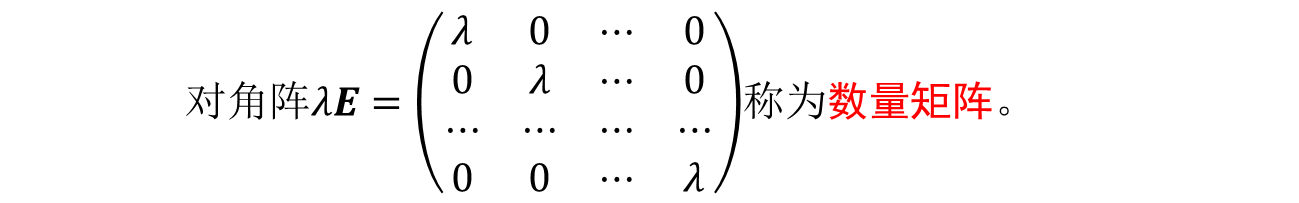 λ 0 ⋯ 0
0 λ ⋯ 0
对角阵λE = ( ) 称为数量矩阵。
⋯ ⋯ ⋯ ⋯
0 0 ⋯ λ